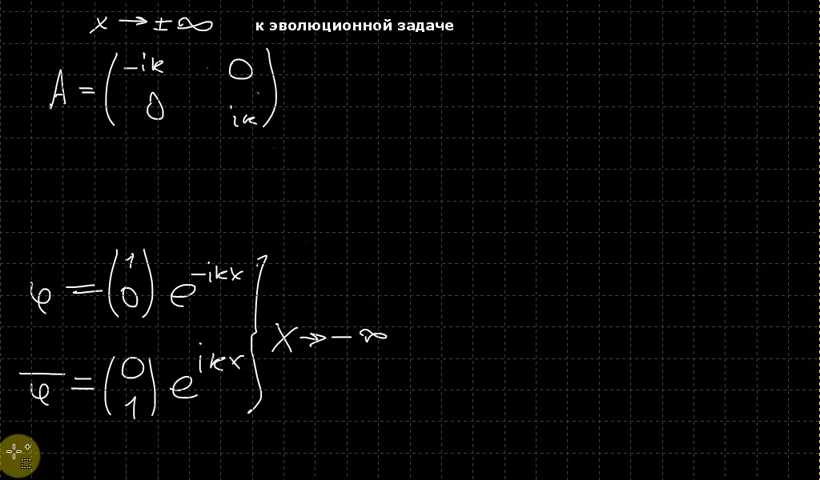 x → ± ∞ к эволюционной задаче
A = ( -ik 0
0 ik )
φ = ( 1 0 ) e^{-ikx}
x → - ∞
φ̅ = ( 0 1 ) e^{ikx}